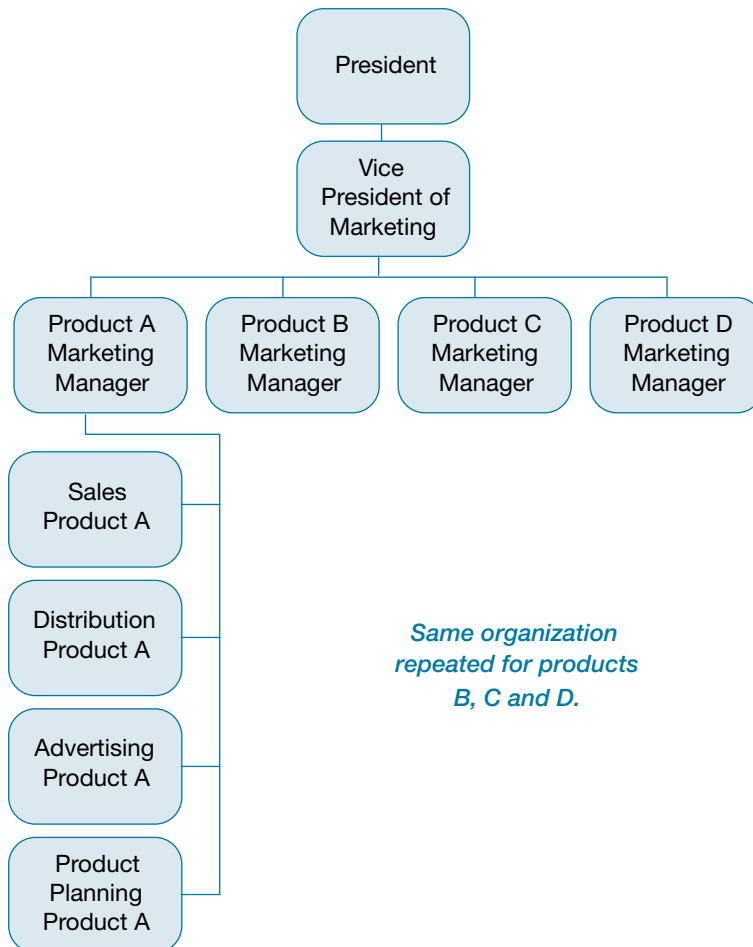 President
Vice
President of
Marketing
Product A
Marketing
Manager
Product B
Marketing
Manager
Product C
Marketing
Manager
Product D
Marketing
Manager
Sales
Product A
Distribution
Product A
Advertising
Product A
Product
Planning
Product A
Same organization
repeated for products
B, C and D.